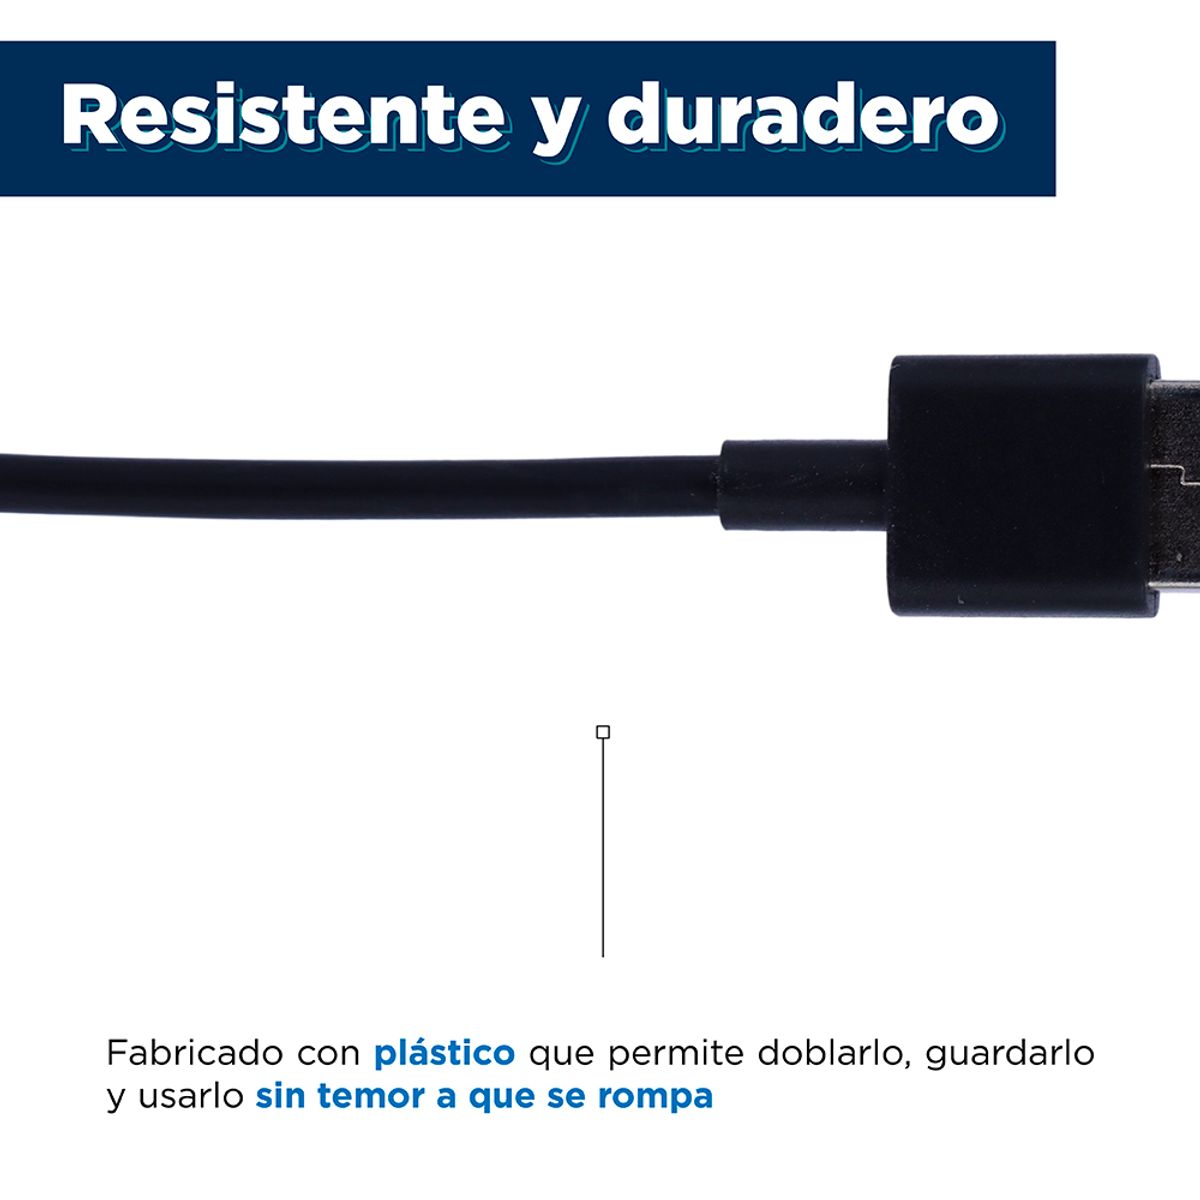 Resistente y duradero
Fabricado con plástico que permite doblarlo, guardarlo
y usarlo sin temor a que se rompa